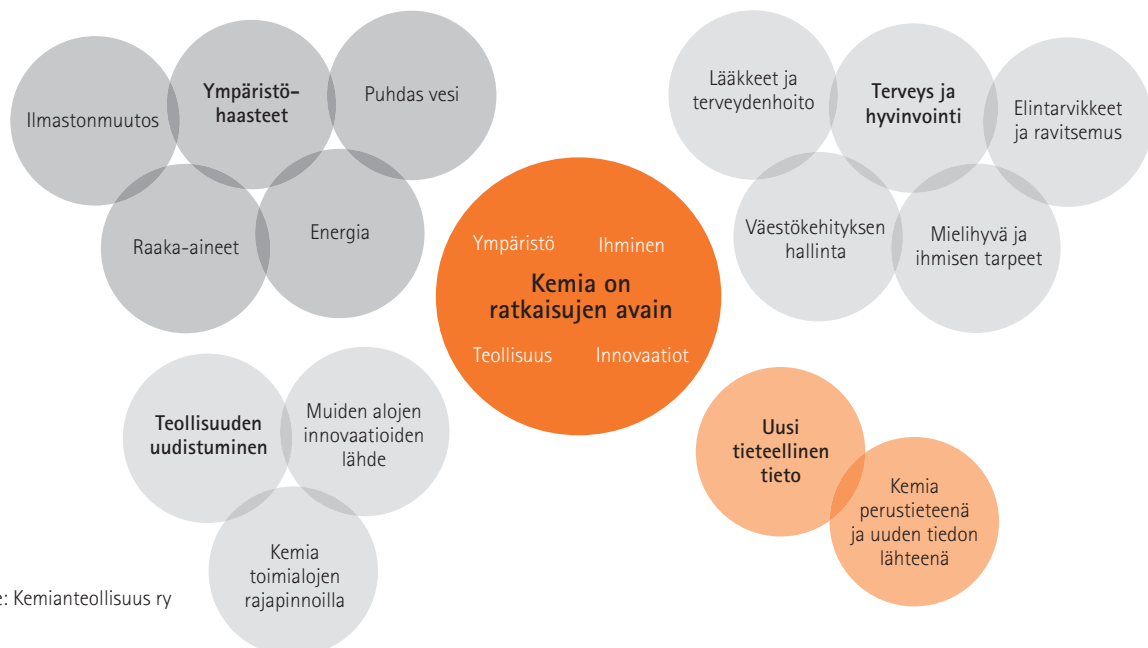 Ilmastonmuutos
Ympäristö-
haasteet
Puhdas vesi
Raaka-aineet
Energia
Lääkkeet ja
terveydenhoito
Terveys ja
hyvinvointi
Elintarvikkeet
ja ravitsemus
Väestökehityksen
hallinta
Mielihyvä ja
ihmisen tarpeet
Ympäristö
Ihminen
Kemia on
ratkaisujen avain
Teollisuus
Innovaatiot
Teollisuuden
uudistuminen
Muiden alojen
innovaatioiden
lähde
Kemia
toimialojen
rajapinnoilla
Uusi
tieteellinen
tieto
Kemia
perustieteenä
ja uuden tiedon
lähteenä
e: Kemianteollisuus ry